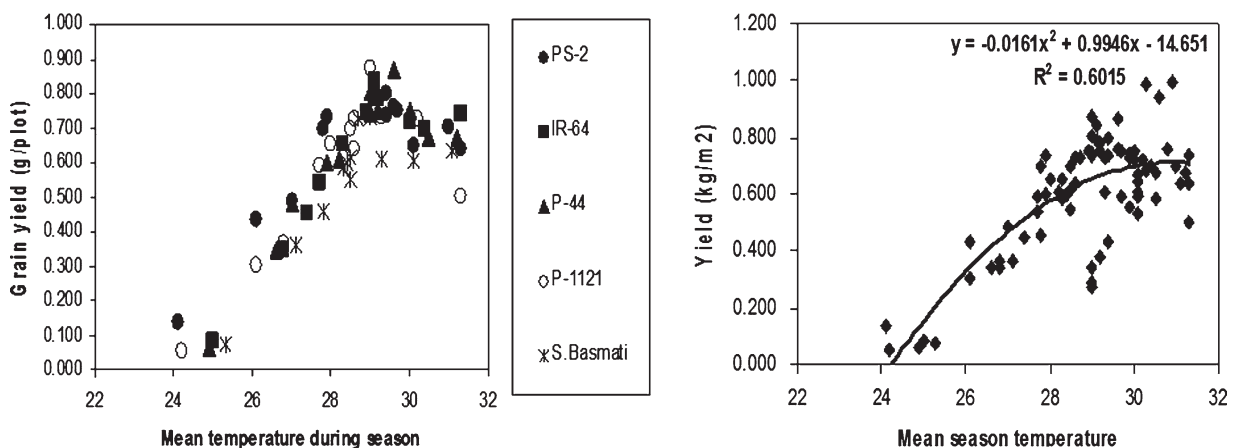 1.000
0.900
0.800
0.700
0.600
0.500
0.400
0.300
0.200
0.100
0.000
Grain yield (g/plot)
22 24 26 28 30 32
Mean temperature during season
PS-2
IR-64
P-44
P-1121
S.Basmati
1.200
1.000
0.800
0.600
0.400
0.200
0.000
Yield (kg/m2)
y = -0.0161x² + 0.9946x - 14.651
R² = 0.6015
22 24 26 28 30 32
Mean season temperature